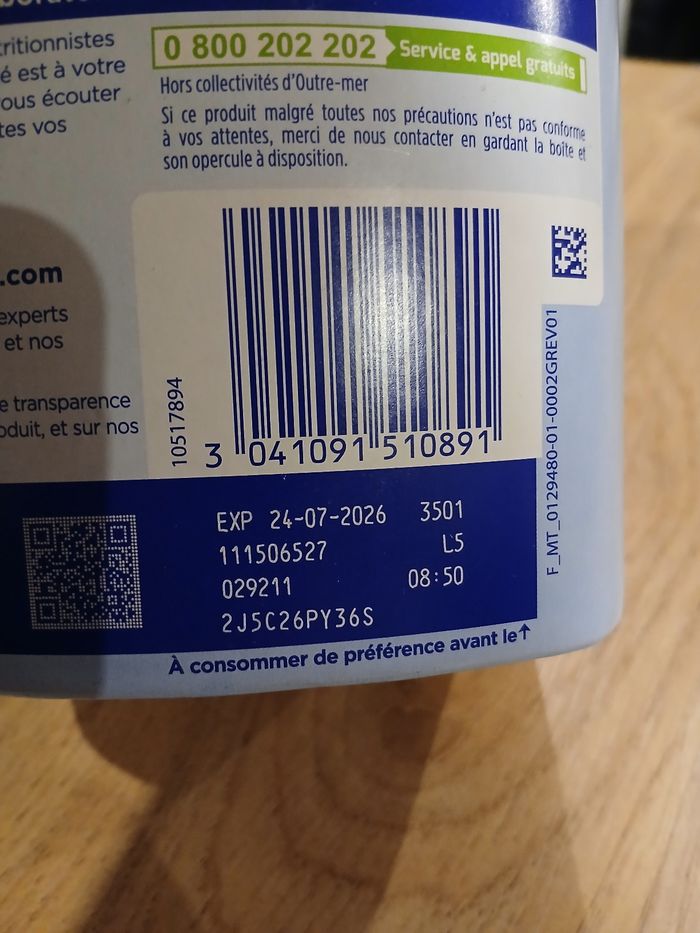 ritionnistes
é est à votre
ous écouter
tes vos
0 800 202 202 Service & appel gratuits
Hors collectivités d'Outre-mer
Si ce produit malgré toutes nos précautions n'est pas conforme
à vos attentes, merci de nous contacter en gardant la boîte et
son opercule à disposition.
.com
experts
et nos
e transparence
oduit, et sur nos
10517894
3 041091 510891
F_MT_0129480-01-0002GREV01
EXP 24-07-2026 3501
111506527 L5
029211 08:50
2J5C26PY36S
À consommer de préférence avant le↑